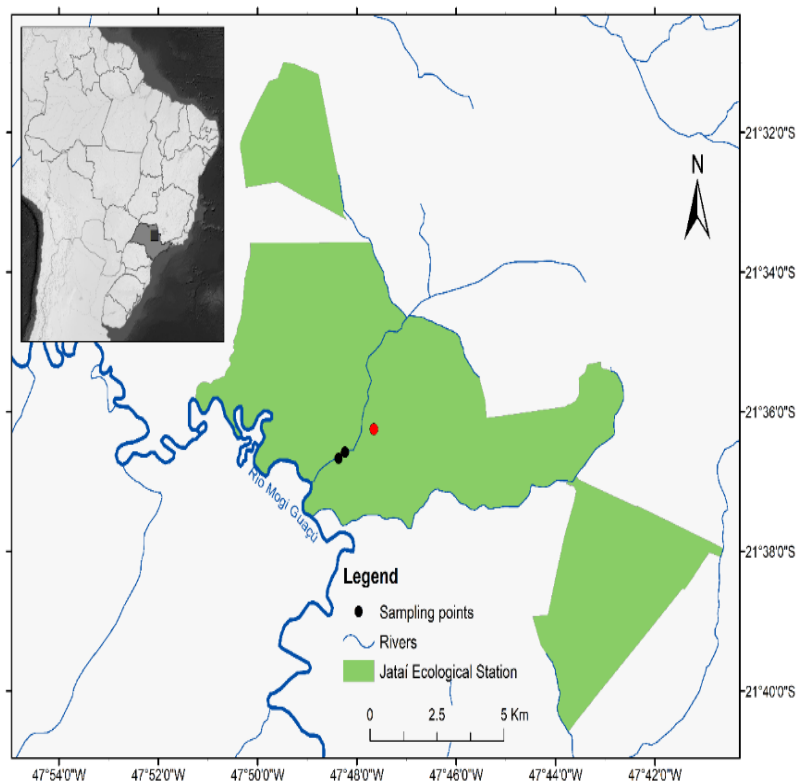 21°32'0"S
N
21°34'0"S
21°36'0"S
Rio Mogi Guaçú
21°38'0"S
Legend
Sampling points
Rivers
Jataí Ecological Station
21°40'0"S
0 2.5 5 Km
47°54'0"W 47°52'0"W 47°50'0"W 47°48'0"W 47°46'0"W 47°44'0"W 47°42'0"W